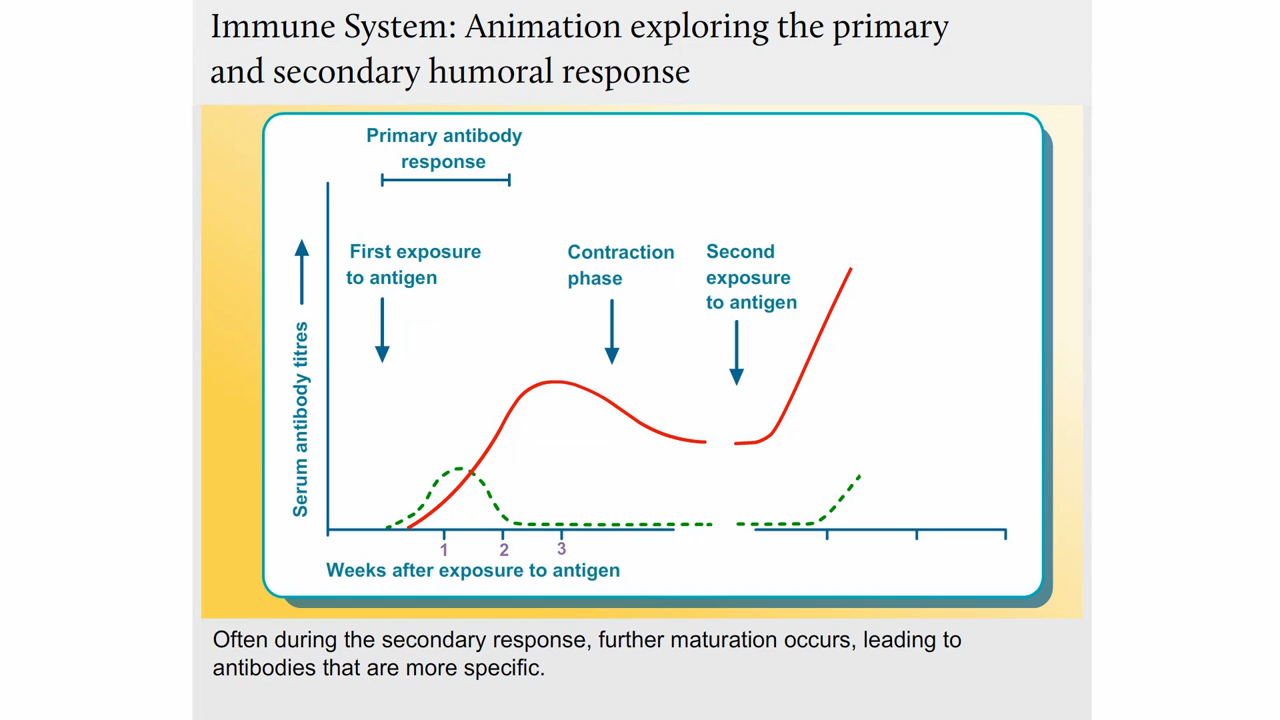 Immune System: Animation exploring the primary
and secondary humoral response
Primary antibody
response
First exposure
to antigen
Contraction
phase
Second
exposure
to antigen
Serum antibody titres
1 2 3
Weeks after exposure to antigen
Often during the secondary response, further maturation occurs, leading to
antibodies that are more specific.